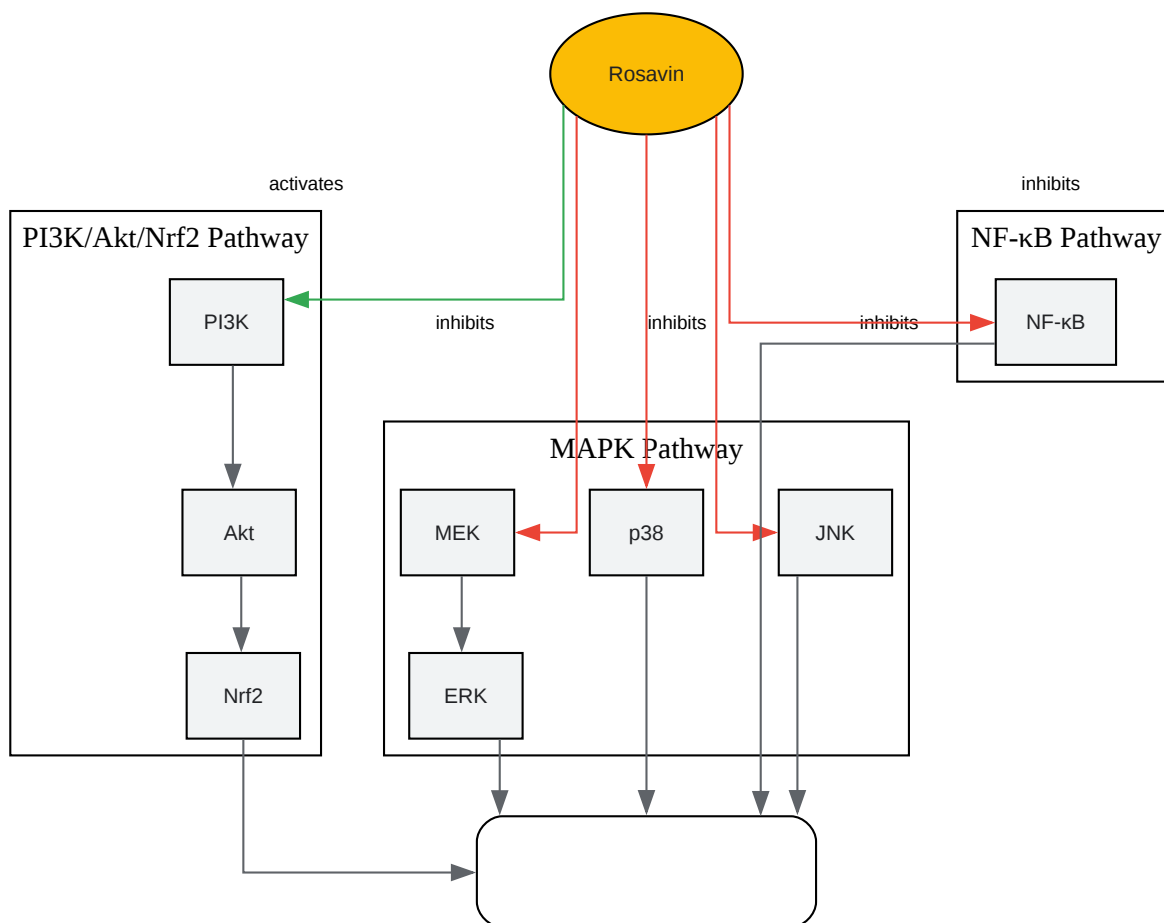 Rosavin
activates
inhibits
PI3K/Akt/Nrf2 Pathway
NF-κB Pathway
PI3K
inhibits
inhibits
inhibits
NF-κB
MAPK Pathway
Akt
MEK
p38
JNK
Nrf2
ERK